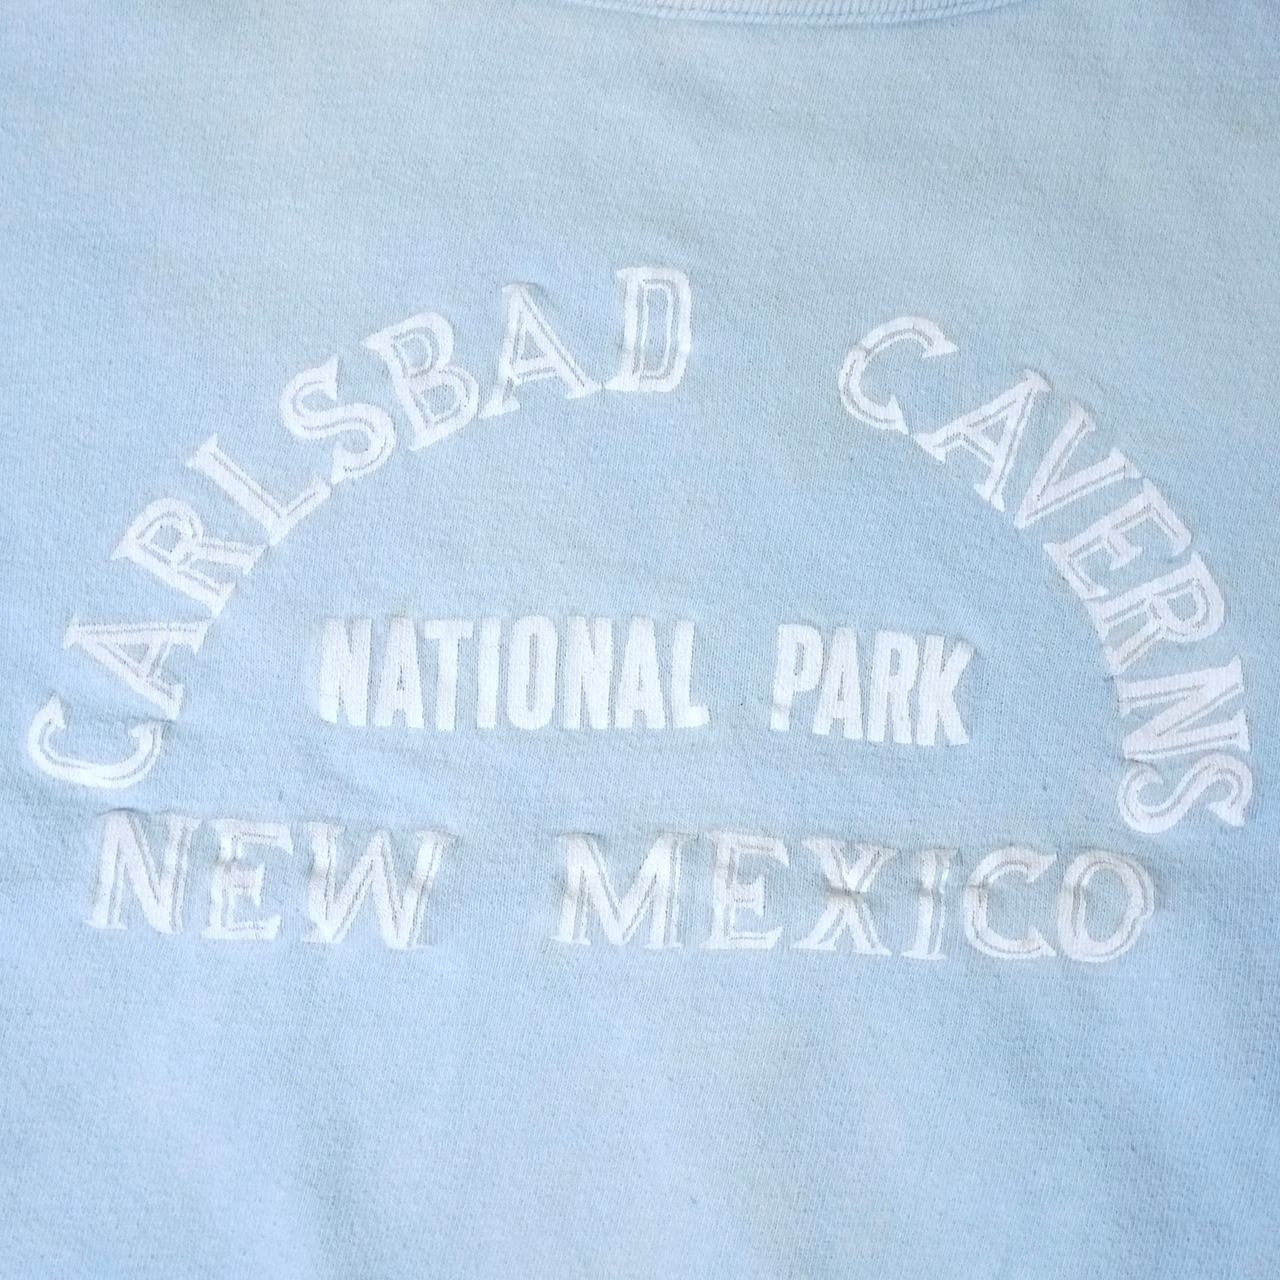 CARLSBAD CAVERNS
NATIONAL PARK
NEW MEXICO